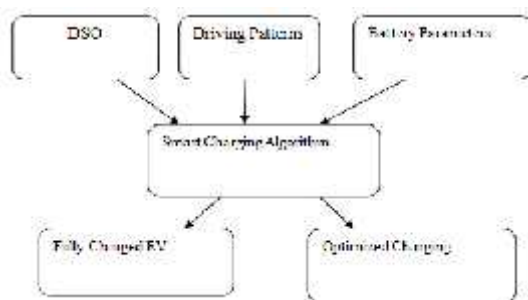 DSO
Driving Patterns
Battery Parameters
Smart Charging Algorithm
Fully Charged EV
Optimized Charging